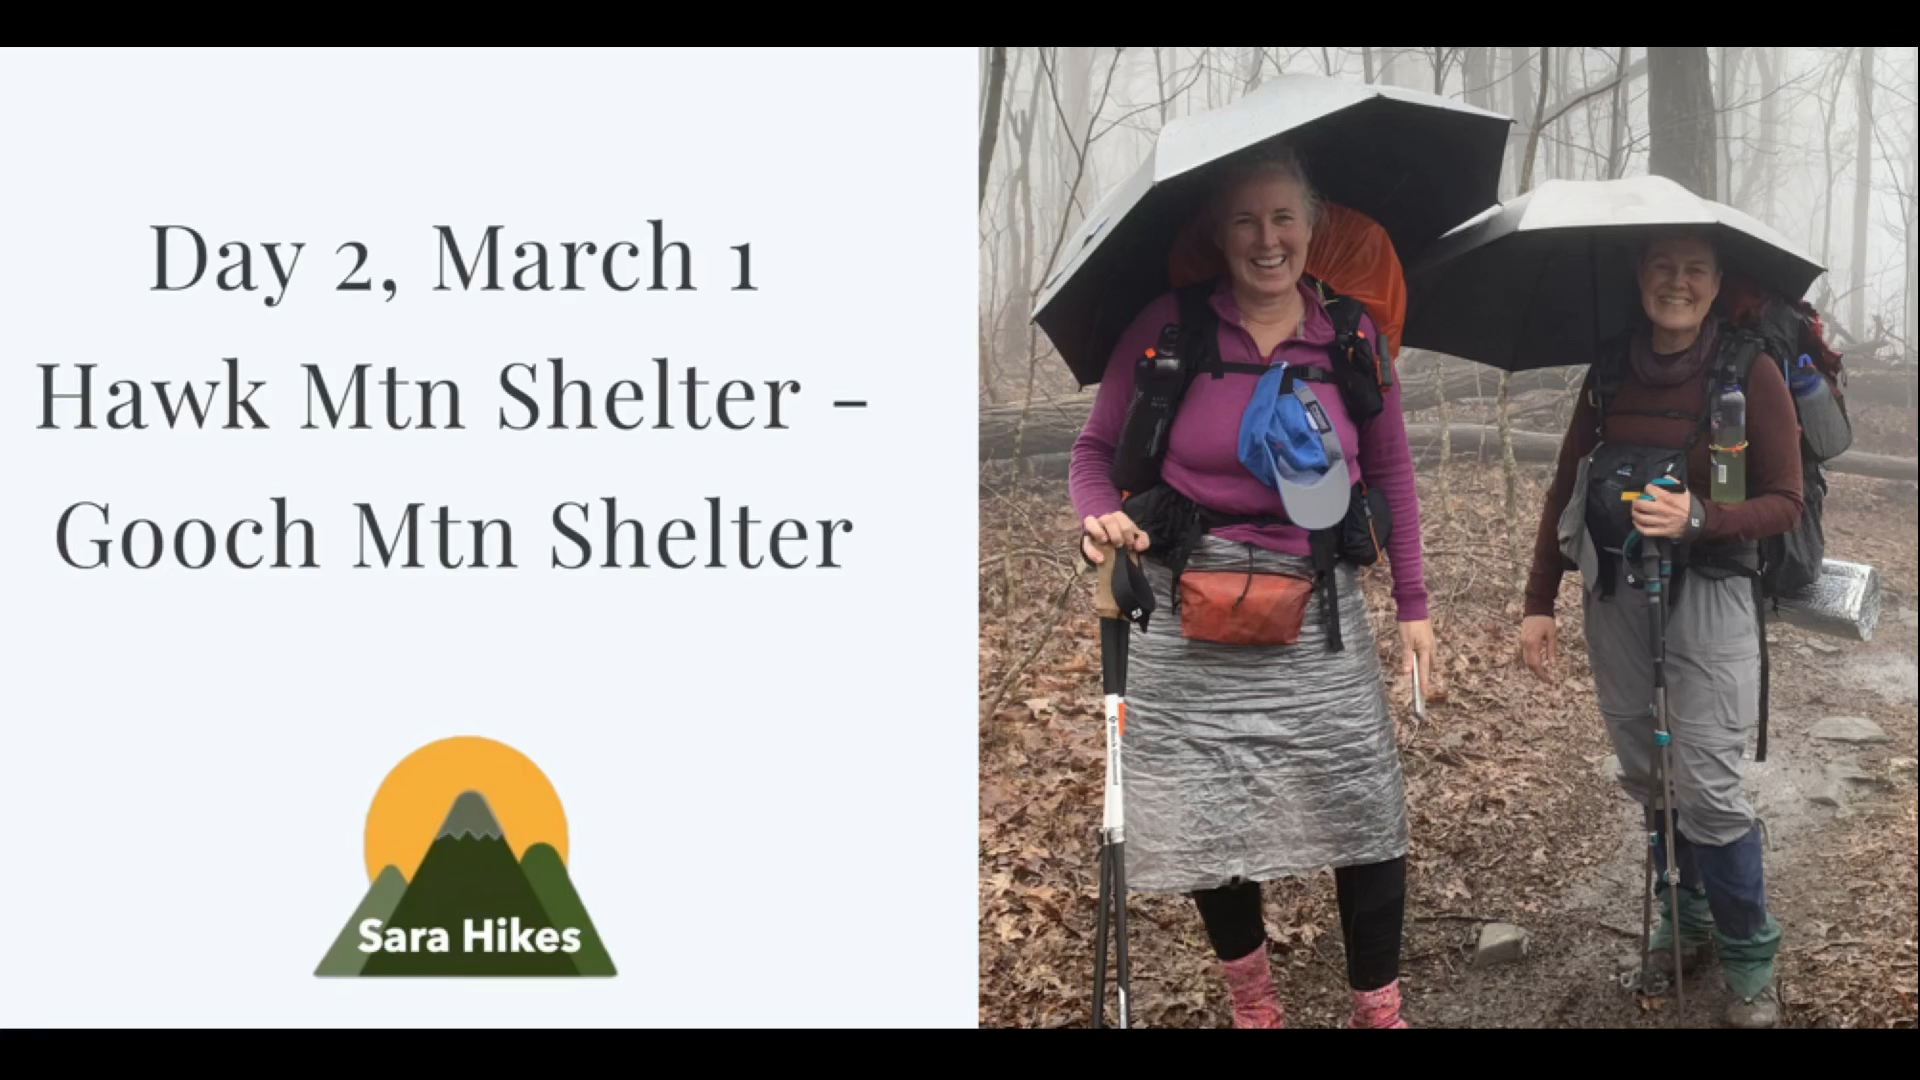 Day 2, March 1
Hawk Mtn Shelter -
Gooch Mtn Shelter
Sara Hikes